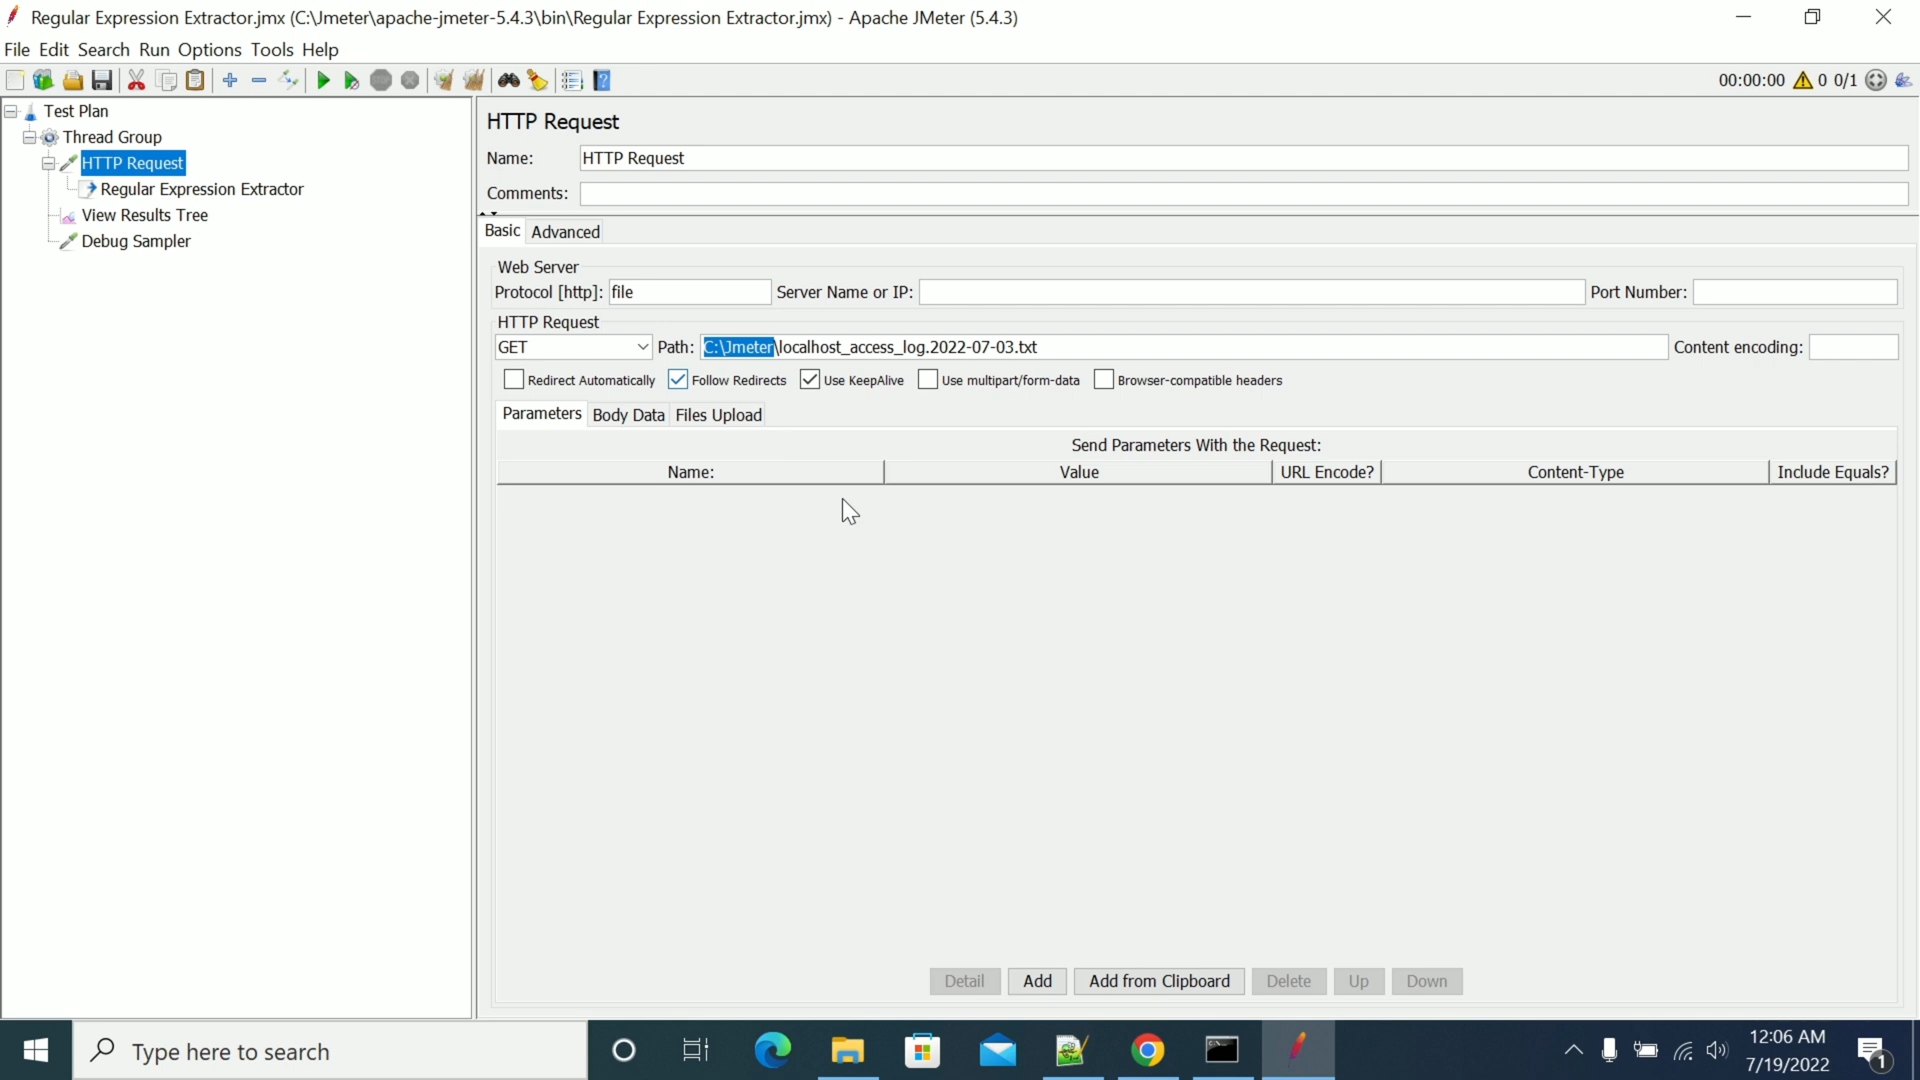 Regular Expression Extractor.jmx (C:\Jmeter\apache-jmeter-5.4.3\bin\Regular Expression Extractor.jmx) - Apache JMeter (5.4.3)
File Edit Search Run Options Tools Help
00:00:00 0 0/1
Test Plan
Thread Group
HTTP Request
Regular Expression Extractor
View Results Tree
Debug Sampler
HTTP Request
Name: HTTP Request
Comments:
Basic Advanced
Web Server
Protocol [http]: file Server Name or IP: Port Number:
HTTP Request
GET Path: C:\Jmeter\localhost_access_log.2022-07-03.txt Content encoding:
Redirect Automatically Follow Redirects Use KeepAlive Use multipart/form-data Browser-compatible headers
Parameters Body Data Files Upload
Send Parameters With the Request:
Name: Value URL Encode? Content-Type Include Equals?
Detail Add Add from Clipboard Delete Up Down
Type here to search
12:06 AM
7/19/2022
1